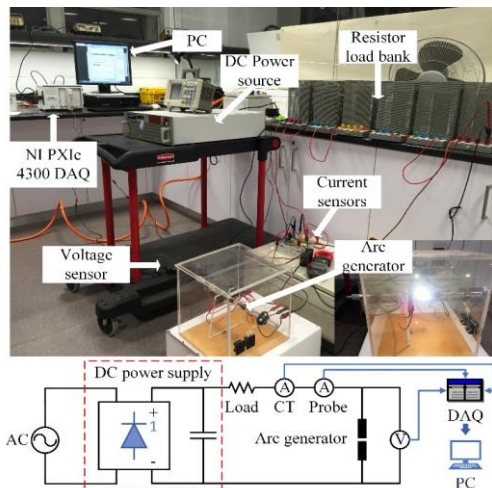 PC
DC Power
source
Resistor
load bank
NI PXIc
4300 DAQ
Current
sensors
Voltage
sensor
Arc
generator
DC power supply
AC
+
1
-
Load
A
CT
A
Probe
Arc generator
V
DAQ
PC